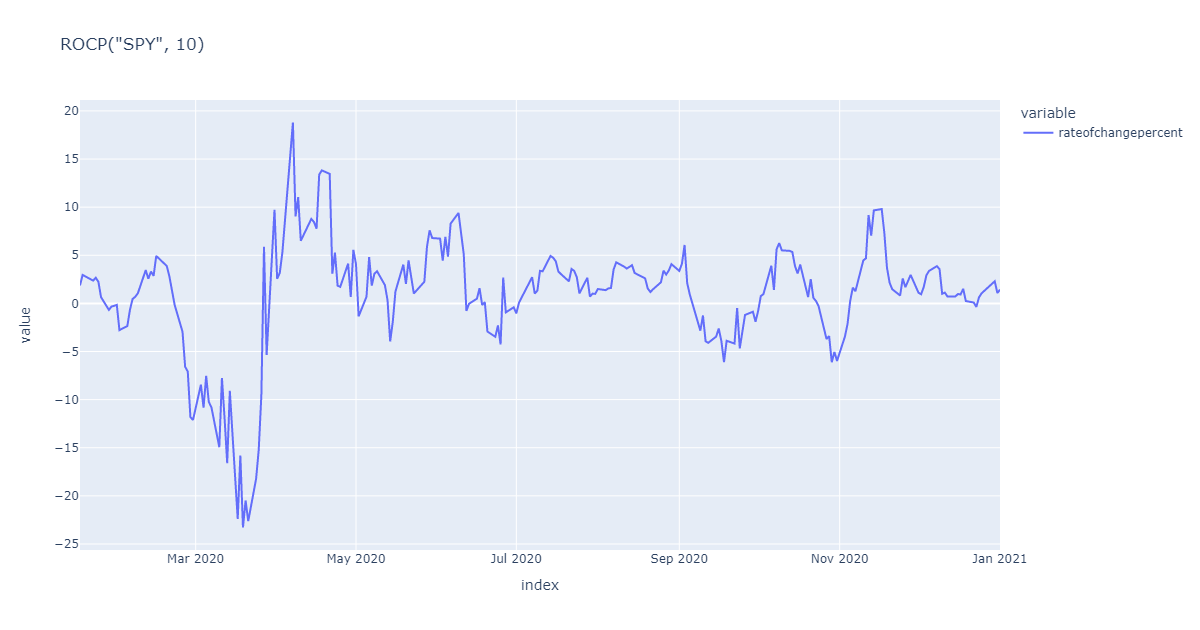 ROCP("SPY", 10)
variable
rateofchangepercent
20
15
10
5
0
−5
−10
−15
−20
−25
value
Mar 2020
May 2020
Jul 2020
Sep 2020
Nov 2020
Jan 2021
index